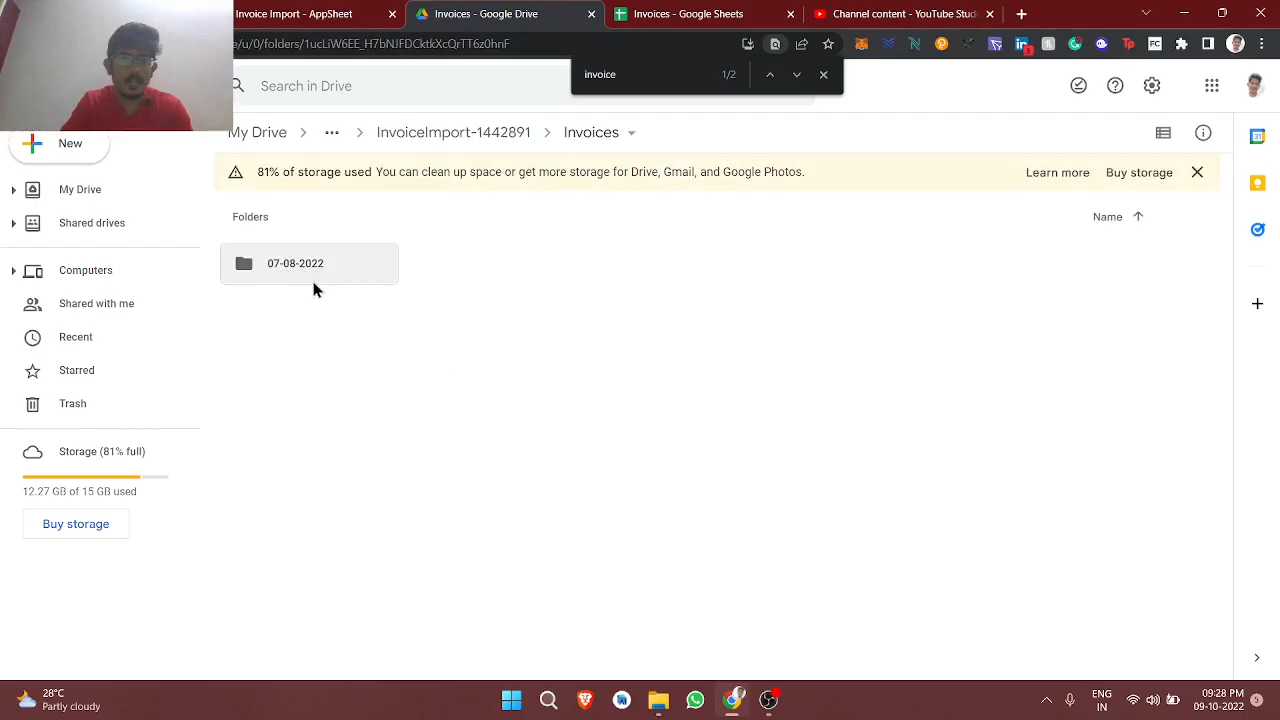 Invoice Import - AppSheet
Invoices - Google Drive
Invoices - Google Sheets
Channel content - YouTube Stud
e/u/0/folders/1ucLiW6EE_H7bNJFDCktkXcQrTT6z0hnF
invoice
1/2
Search in Drive
New
My Drive
...
InvoiceImport-1442891
Invoices
81% of storage used You can clean up space or get more storage for Drive, Gmail, and Google Photos.
Learn more
Buy storage
My Drive
Shared drives
Computers
Shared with me
Recent
Starred
Trash
Storage (81% full)
12.27 GB of 15 GB used
Buy storage
Folders
Name
07-08-2022
28°C
Partly cloudy
ENG
IN
09:28 PM
09-10-2022